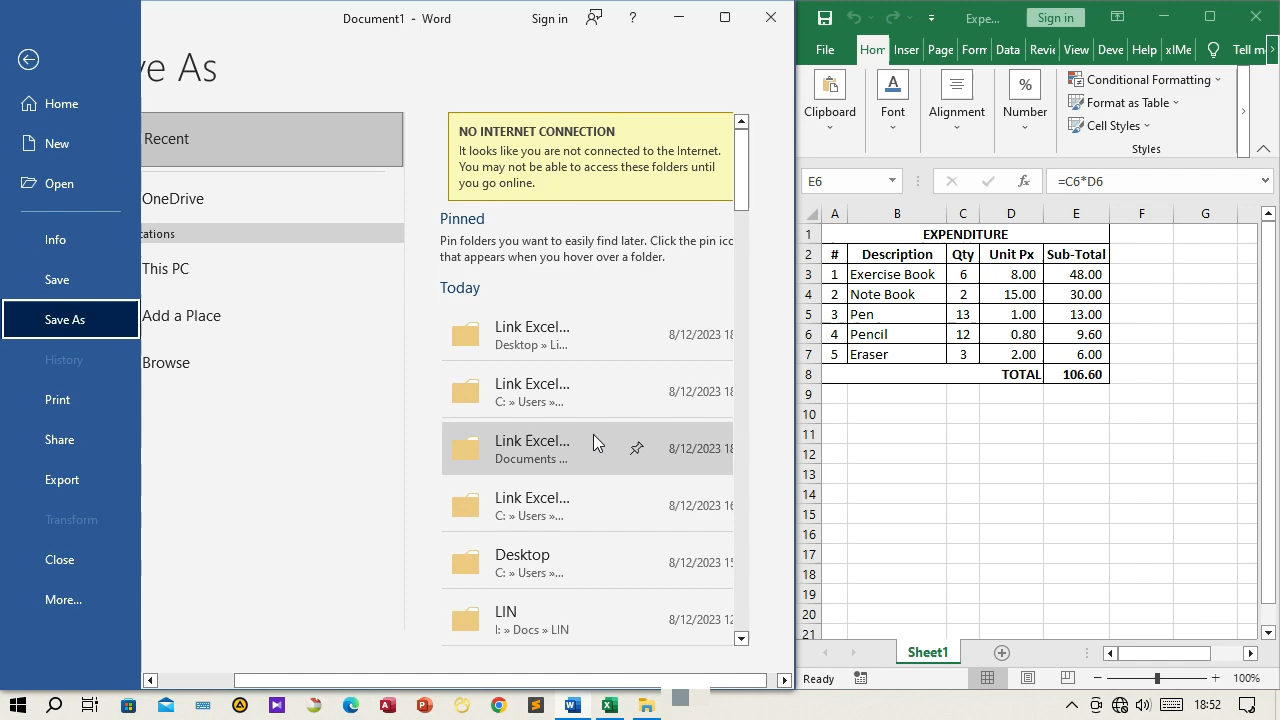 Document1 - Word
Sign in
?
ve As
Home
New
Open
Info
Save
Save As
History
Print
Share
Export
Transform
Close
More...
Recent
OneDrive
cations
This PC
Add a Place
Browse
NO INTERNET CONNECTION
It looks like you are not connected to the Internet.
You may not be able to access these folders until
you go online.
Pinned
Pin folders you want to easily find later. Click the pin ico
that appears when you hover over a folder.
Today
Link Excel... 8/12/2023 18
Desktop » Li...
Link Excel... 8/12/2023 18
C: » Users »...
Link Excel... 8/12/2023 18
Documents ...
Link Excel... 8/12/2023 16
C: » Users »...
Desktop 8/12/2023 15
C: » Users »...
LIN 8/12/2023 12
I: » Docs » LIN
Expe... Sign in
File Hom Inser Page Form Data Revie View Deve Help xlMe Tell me
Clipboard
Font
Alignment
Number
Conditional Formatting
Format as Table
Cell Styles
Styles
E6 fx =C6*D6
A B C D E F G
1 EXPENDITURE
2 # Description Qty Unit Px Sub-Total
3 1 Exercise Book 6 8.00 48.00
4 2 Note Book 2 15.00 30.00
5 3 Pen 13 1.00 13.00
6 4 Pencil 12 0.80 9.60
7 5 Eraser 3 2.00 6.00
8 TOTAL 106.60
9
10
11
12
13
14
15
16
17
18
19
20
21
Sheet1
Ready 100%
18:52